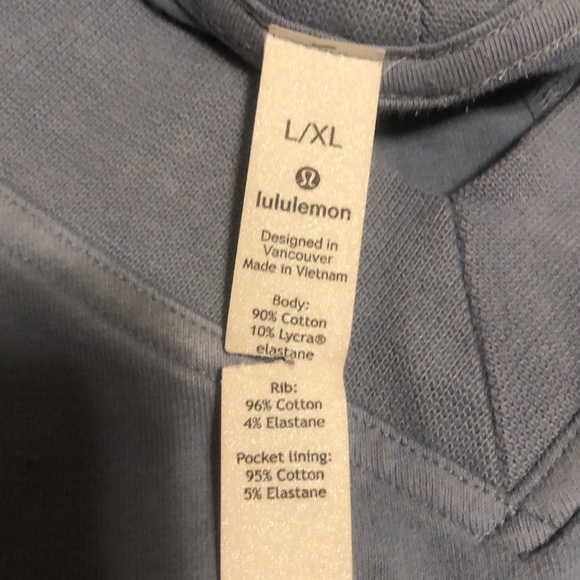 L/XL
lululemon
Designed in
Vancouver
Made in Vietnam
Body:
90% Cotton
10% Lycra®
elastane
Rib:
96% Cotton
4% Elastane
Pocket lining:
95% Cotton
5% Elastane